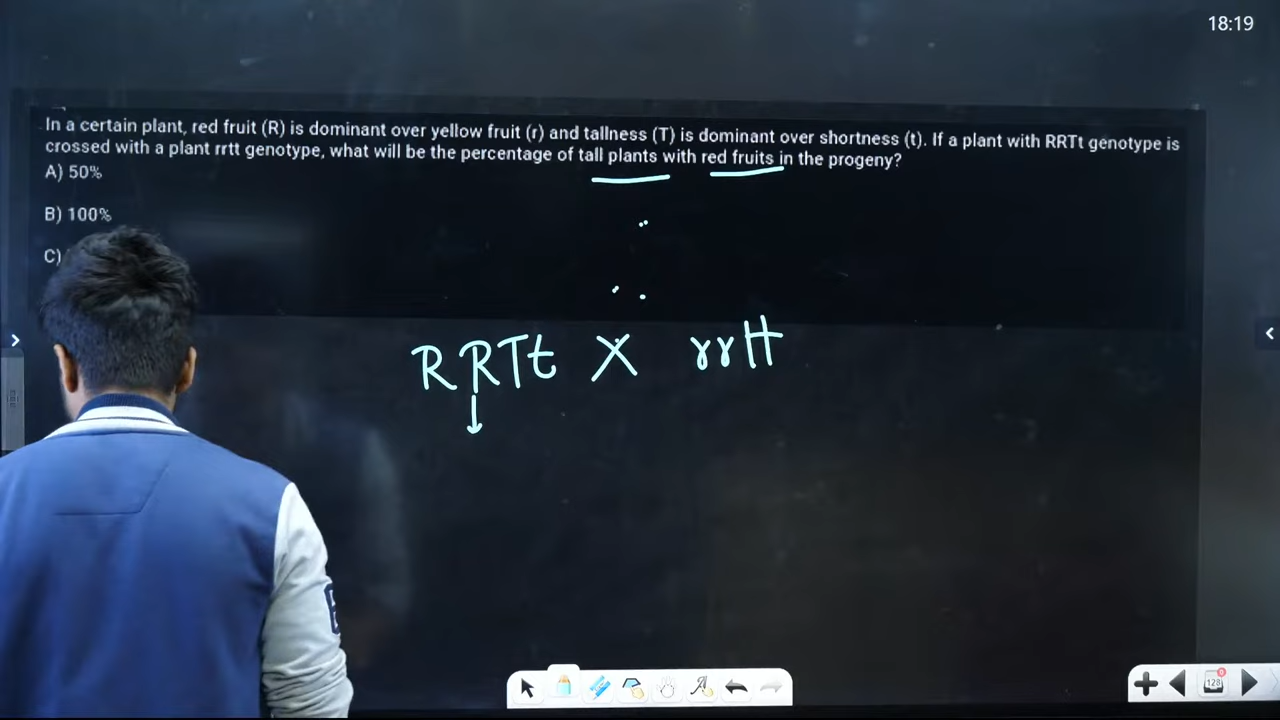 18:19
In a certain plant, red fruit (R) is dominant over yellow fruit (r) and tallness (T) is dominant over shortness (t). If a plant with RRTt genotype is
crossed with a plant rrtt genotype, what will be the percentage of tall plants with red fruits in the progeny?
A) 50%
B) 100%
C)
RRTt X rrtt
128